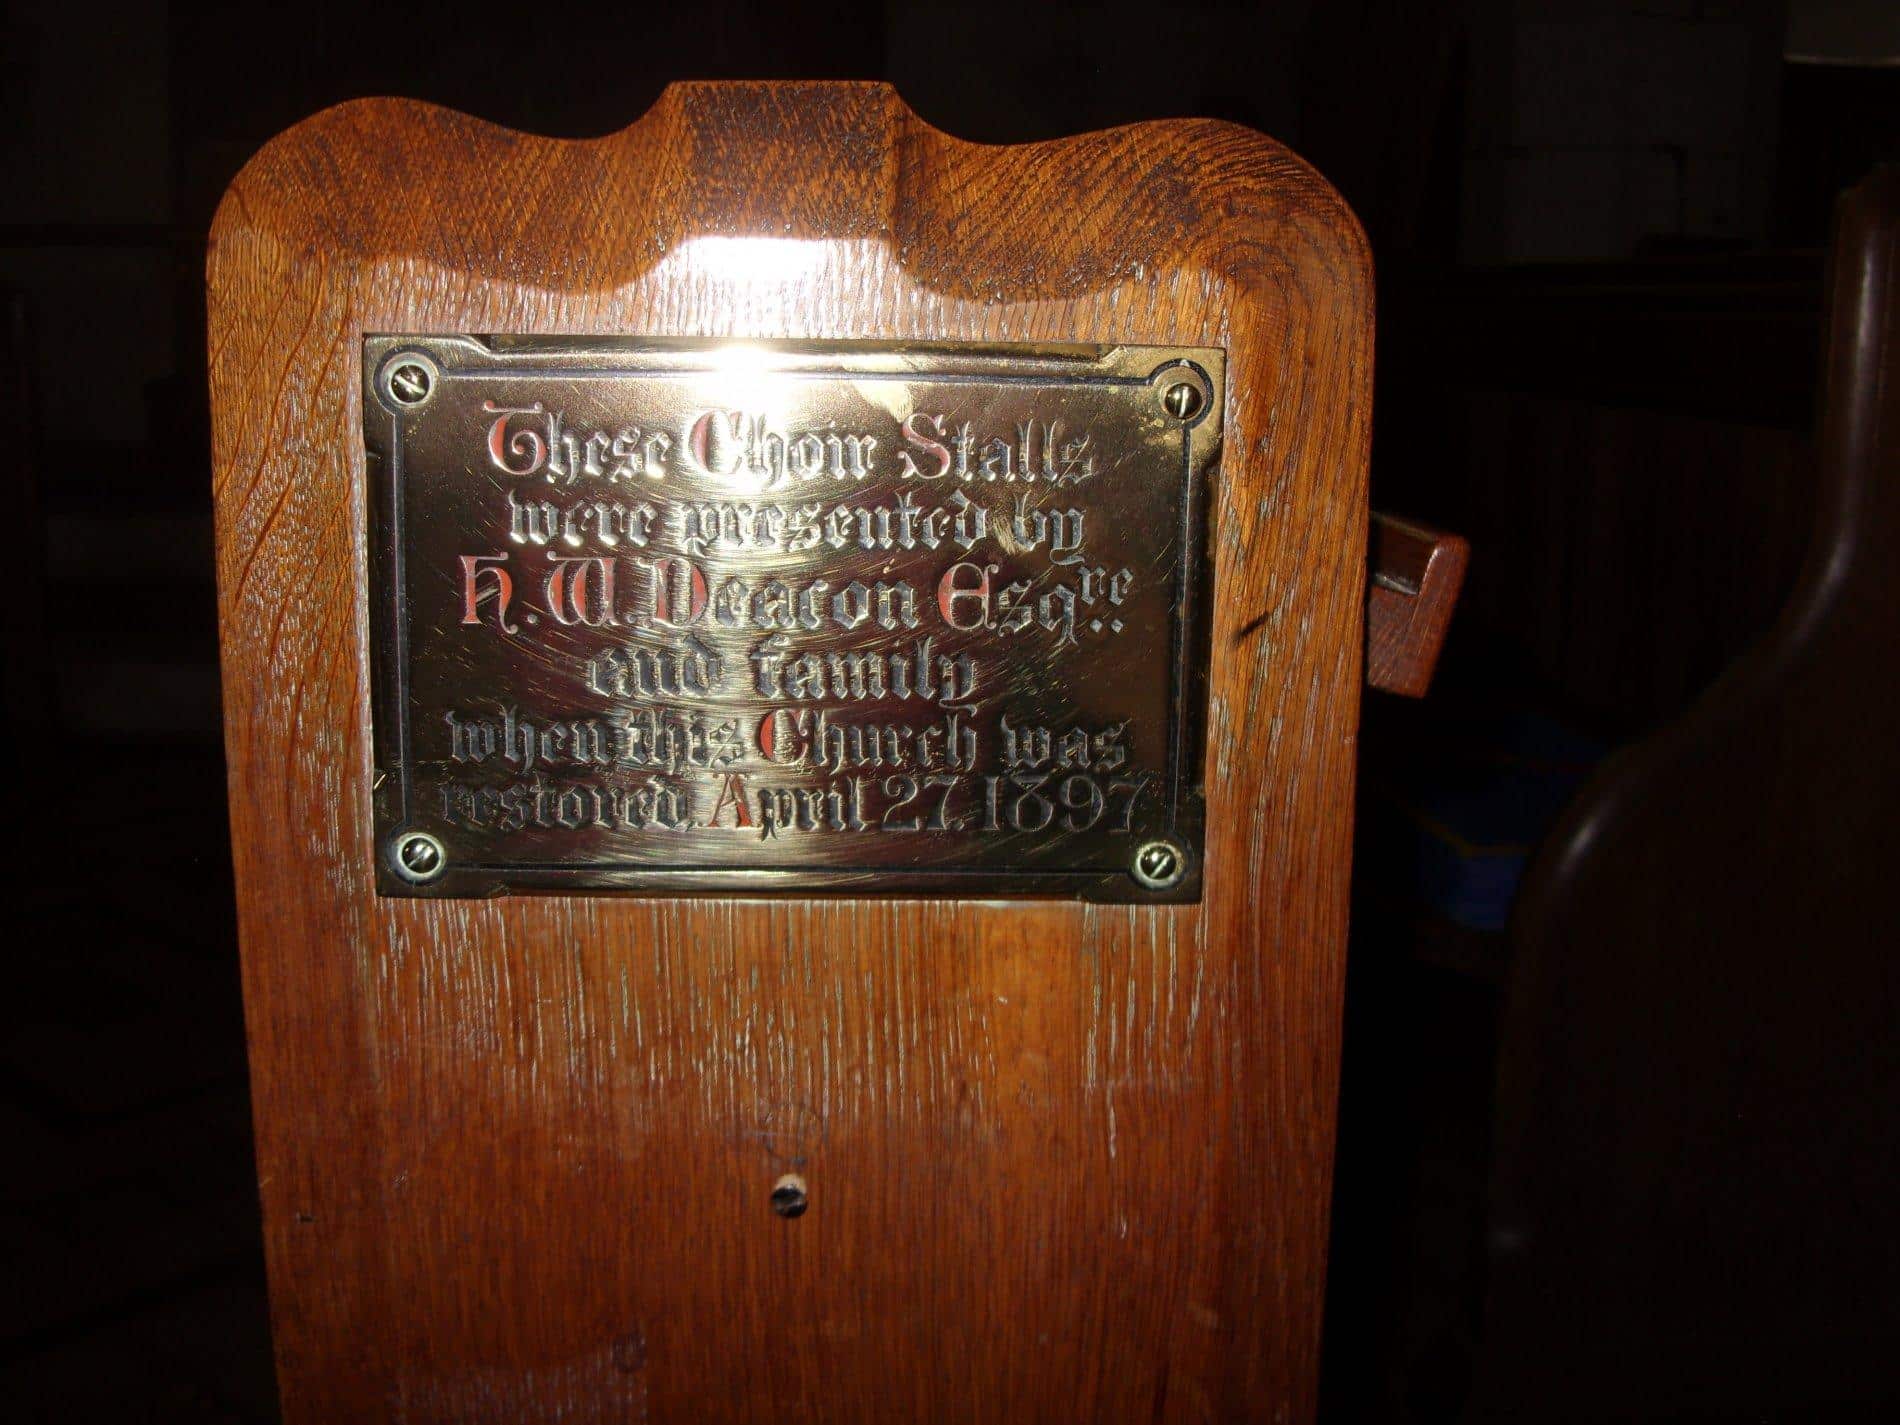 These Choir Stalls
were presented by
H. W. Deacon Esqre..
and family
when this Church was
restored. April 27. 1897